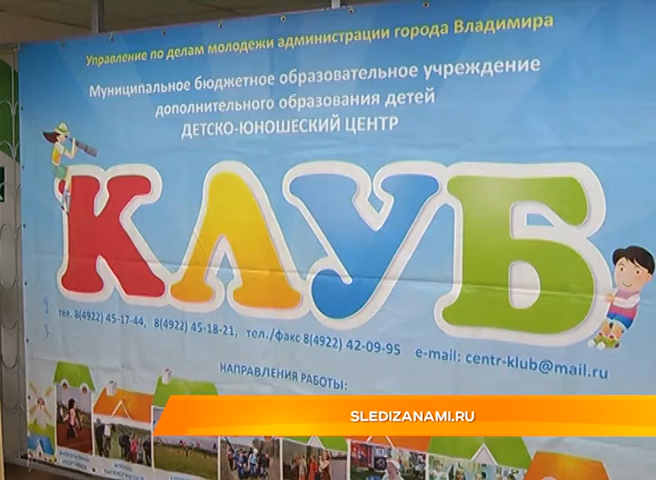 Управление по делам молодежи администрации города Владимира
Муниципальное бюджетное образовательное учреждение
дополнительного образования детей
ДЕТСКО-ЮНОШЕСКИЙ ЦЕНТР
КЛУБ
тел. 8(4922) 45-17-44, 8(4922) 45-18-21, тел./факс 8(4922) 42-09-95 e-mail: centr-klub@mail.ru
НАПРАВЛЕНИЯ РАБОТЫ:
SLEDIZANAMI.RU